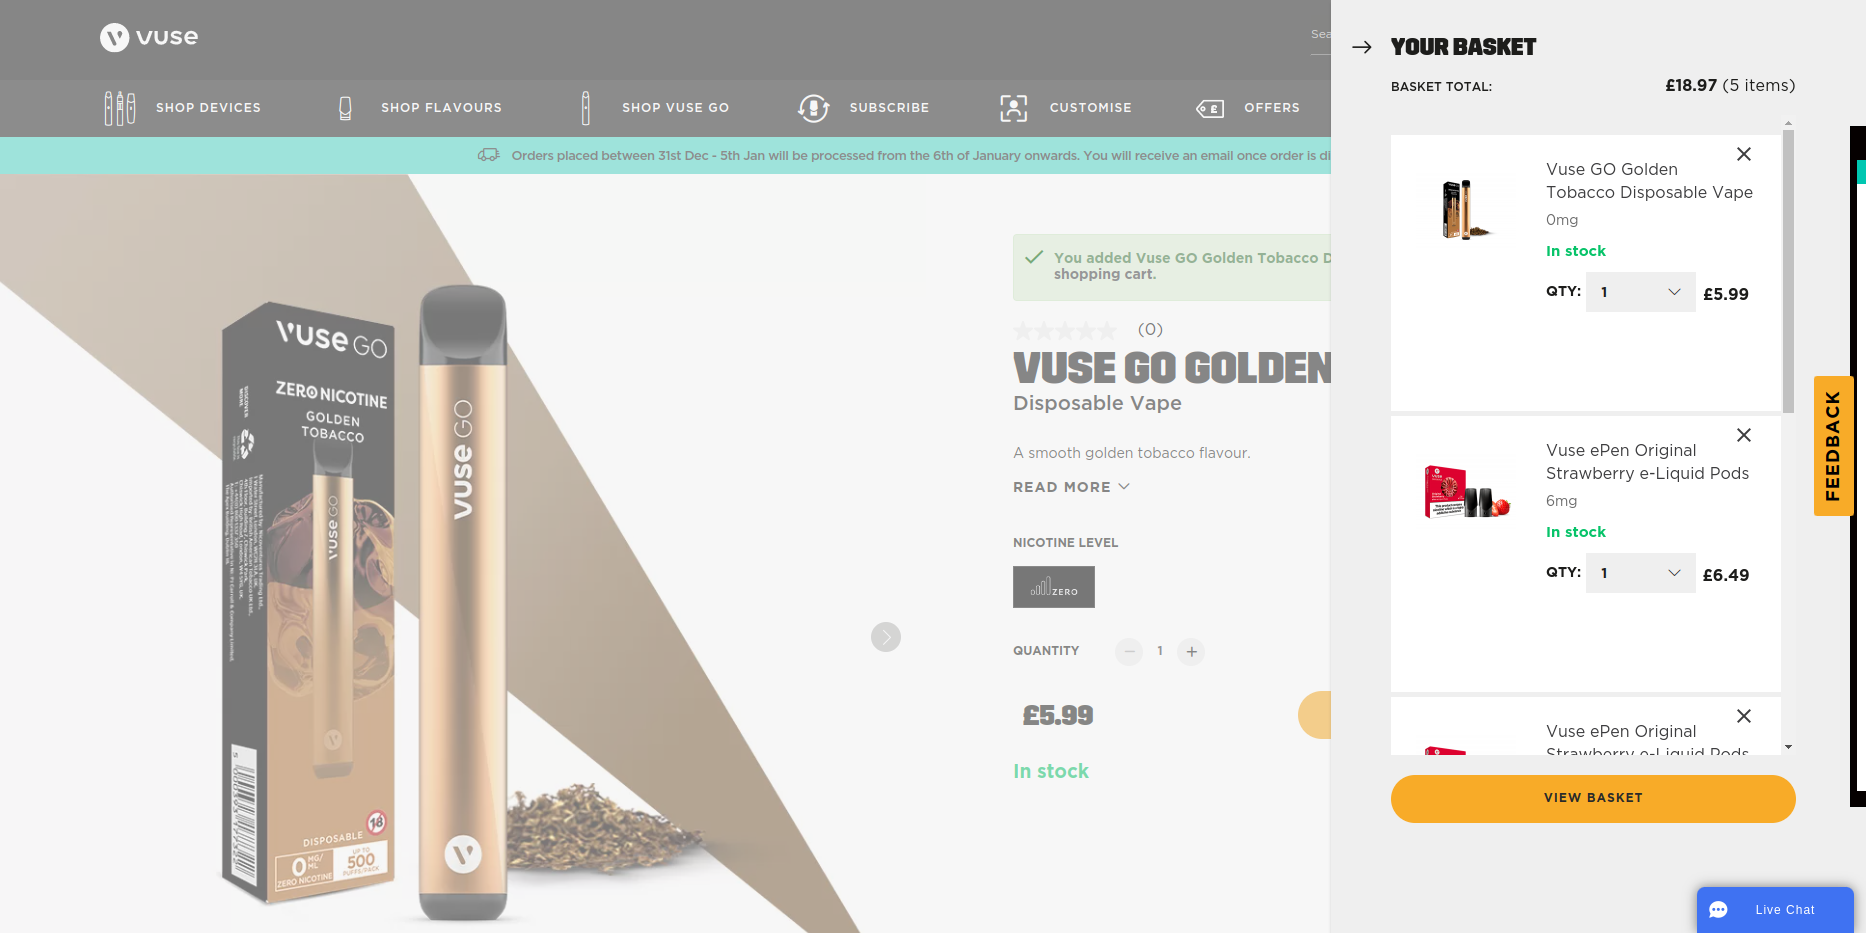 vuse
Sea
SHOP DEVICES
SHOP FLAVOURS
SHOP VUSE GO
SUBSCRIBE
CUSTOMISE
OFFERS
Orders placed between 31st Dec - 5th Jan will be processed from the 6th of January onwards. You will receive an email once order is di
Vuse GO
ZERO NICOTINE
GOLDEN
TOBACCO
DISPOSABLE
18
0 MG/ML
ZERO NICOTINE
UP TO
500
PUFFS/PACK
vuse GO
vuse GO
You added Vuse GO Golden Tobacco D
shopping cart.
(0)
VUSE GO GOLDEN
Disposable Vape
A smooth golden tobacco flavour.
READ MORE
NICOTINE LEVEL
ZERO
QUANTITY
1
£5.99
In stock
YOUR BASKET
BASKET TOTAL:
£18.97 (5 items)
Vuse GO Golden
Tobacco Disposable Vape
0mg
In stock
QTY: 1 £5.99
Vuse ePen Original
Strawberry e-Liquid Pods
6mg
In stock
QTY: 1 £6.49
Vuse ePen Original
Strawberry e-Liquid Pods
VIEW BASKET
FEEDBACK
Live Chat